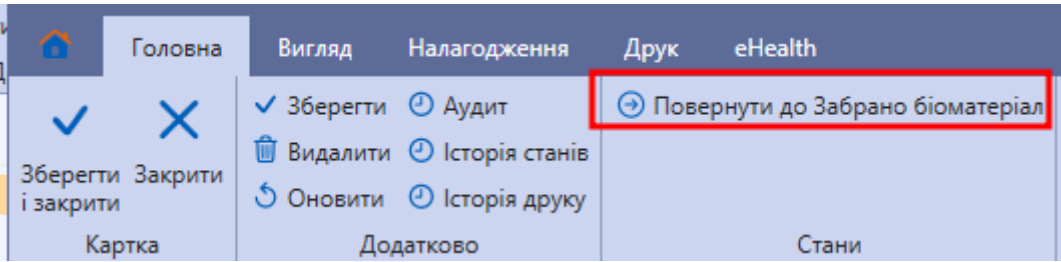 Головна Вигляд Налагодження Друк eHealth
Зберегти Аудит Повернути до Забрано біоматеріал
Видалити Історія станів
Зберегти і закрити Закрити
Оновити Історія друку
Картка Додатково Стани